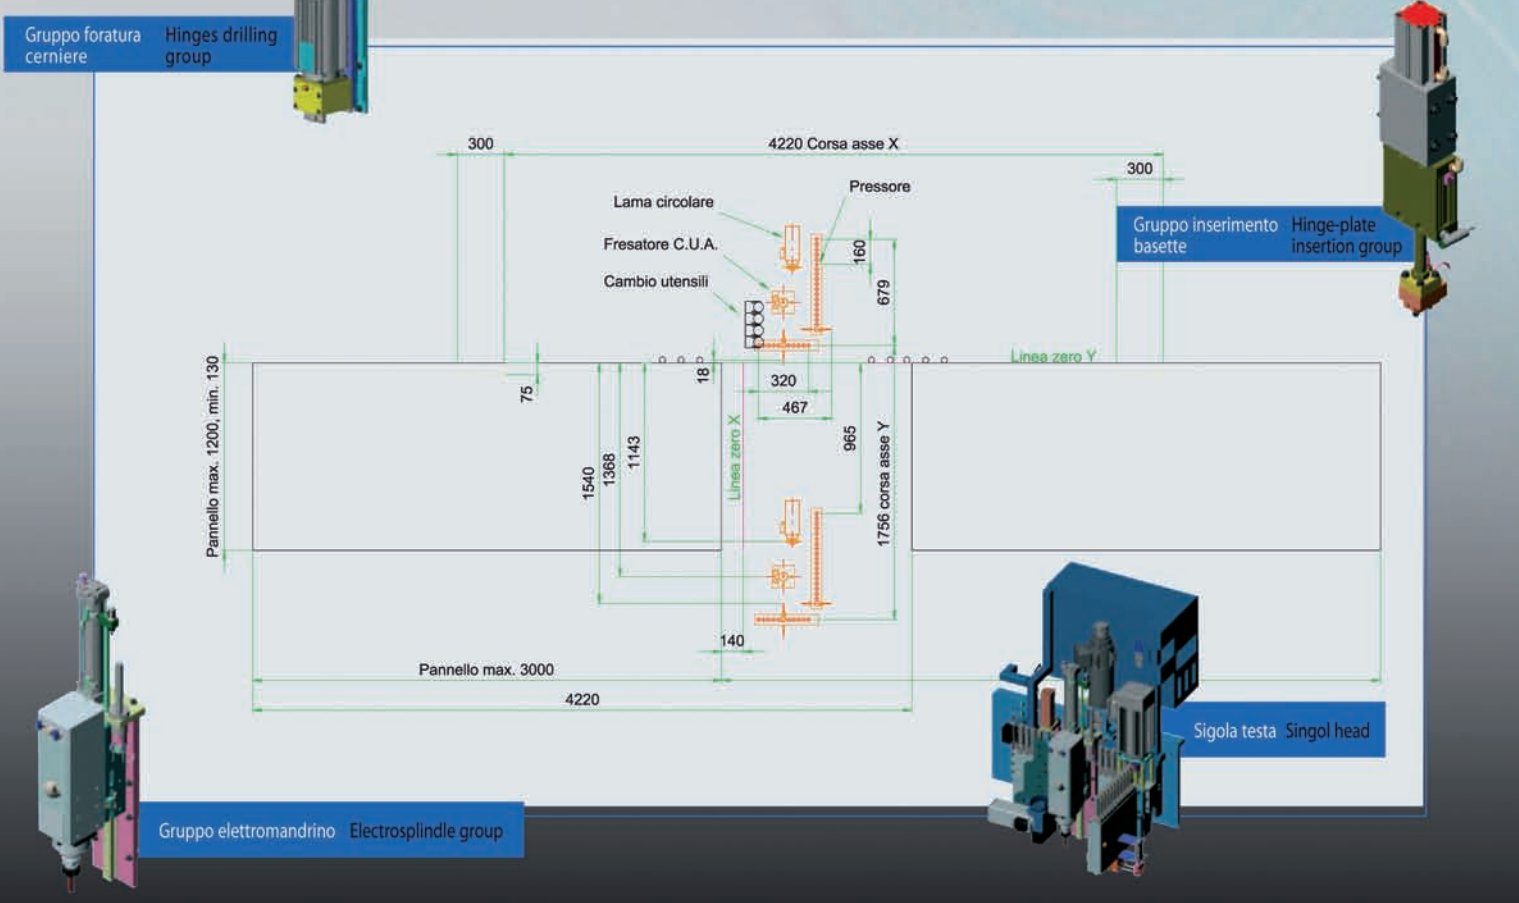 Gruppo foratura cerniere
Hinges drilling group
300
4220 Corsa asse X
300
Pressore
Lama circolare
Fresatore C.U.A.
Cambio utensili
160
679
Gruppo inserimento basette
Hinge-plate insertion group
Linea zero Y
Pannello max. 1200, min. 130
75
18
320
467
Linea zero X
1143
1368
1540
965
1756 corsa asse Y
140
Pannello max. 3000
4220
Sigola testa Singol head
Gruppo elettromandrino Electrosplindle group